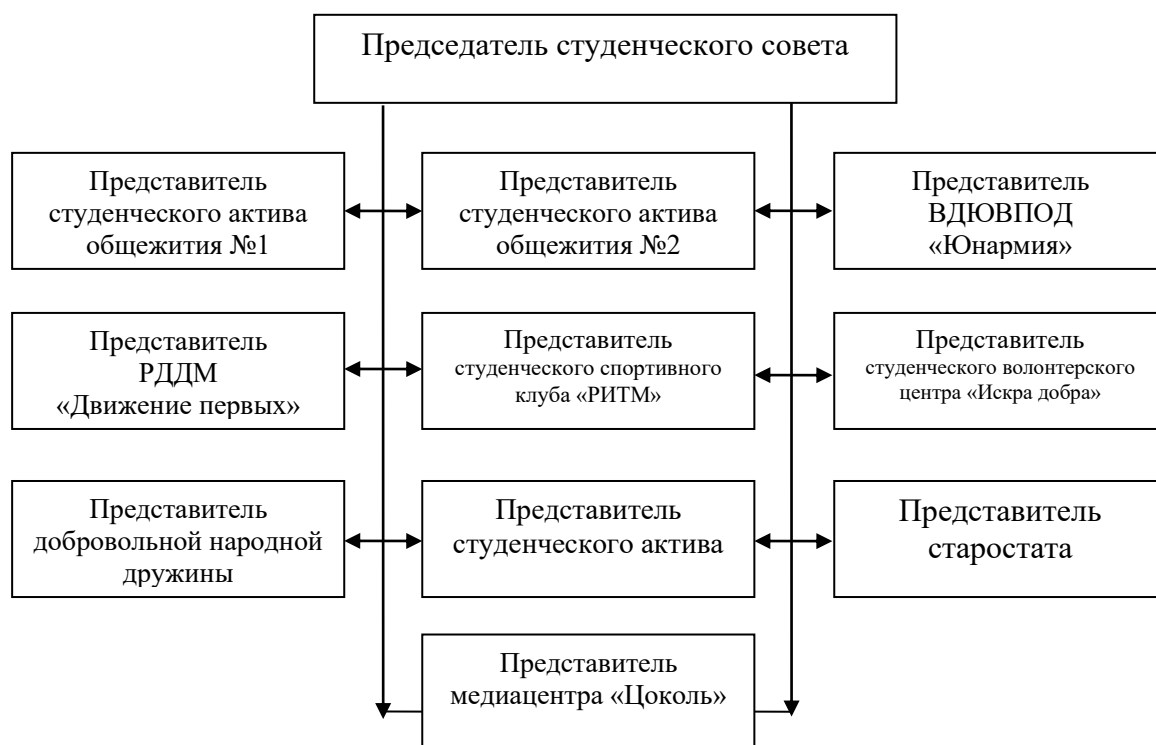 Председатель студенческого совета
Представитель
студенческого актива
общежития №1
Представитель
студенческого актива
общежития №2
Представитель
ВДЮВПОД
«Юнармия»
Представитель
РДДМ
«Движение первых»
Представитель
студенческого спортивного
клуба «РИТМ»
Представитель
студенческого волонтерского
центра «Искра добра»
Представитель
добровольной народной
дружины
Представитель
студенческого актива
Представитель
старостата
Представитель
медиацентра «Цоколь»